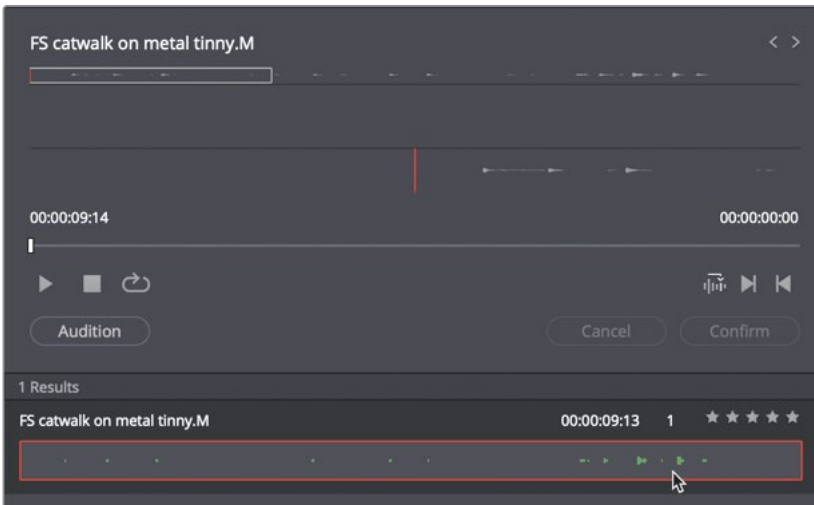 FS catwalk on metal tinny.M
00:00:09:14 00:00:00:00
Audition Cancel Confirm
1 Results
FS catwalk on metal tinny.M 00:00:09:13 1